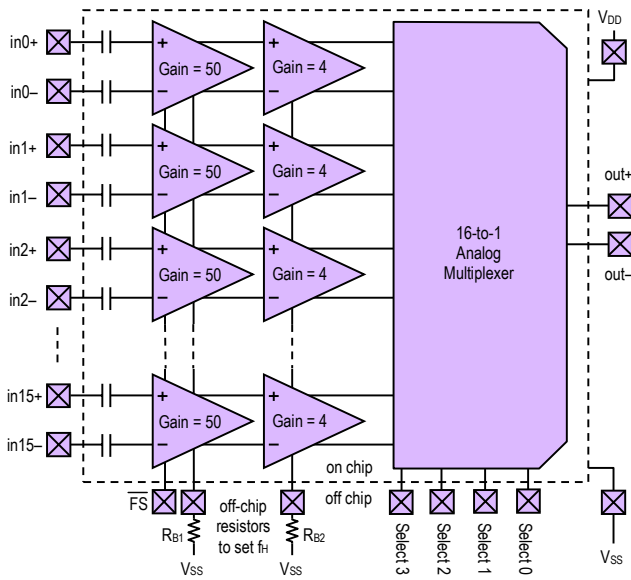 in0+
in0–
in1+
in1–
in2+
in2–
in15+
in15–
+
–
Gain = 50
+
–
Gain = 4
+
–
Gain = 50
+
–
Gain = 4
+
–
Gain = 50
+
–
Gain = 4
+
–
Gain = 50
+
–
Gain = 4
16-to-1
Analog
Multiplexer
VDD
out+
out–
on chip
off chip
FS
off-chip
resistors
to set fH
RB1
VSS
RB2
VSS
Select 3
Select 2
Select 1
Select 0
VSS